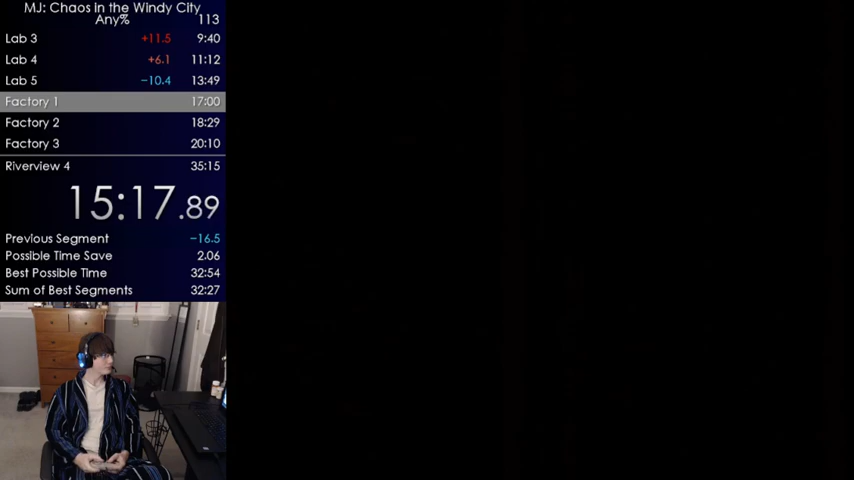 MJ: Chaos in the Windy City
Any% 113
Lab 3 +11.5 9:40
Lab 4 +6.1 11:12
Lab 5 −10.4 13:49
Factory 1 17:00
Factory 2 18:29
Factory 3 20:10
Riverview 4 35:15
15:17.89
Previous Segment −16.5
Possible Time Save 2.06
Best Possible Time 32:54
Sum of Best Segments 32:27